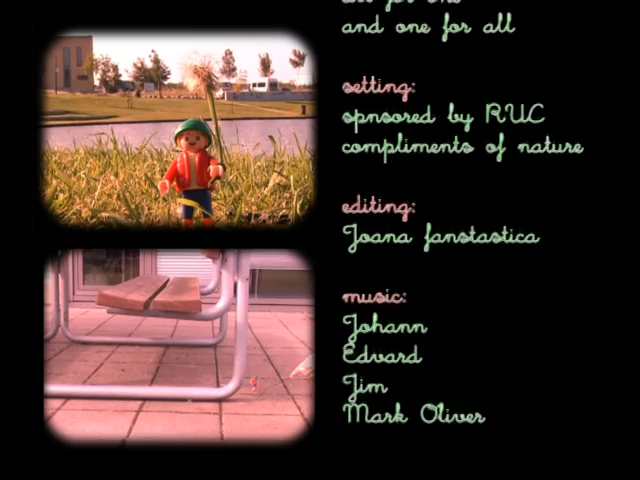 and one for all
setting:
spnsored by RUC
compliments of nature
editing:
Joana fanstastica
music:
Johann
Edvard
Jim
Mark Oliver